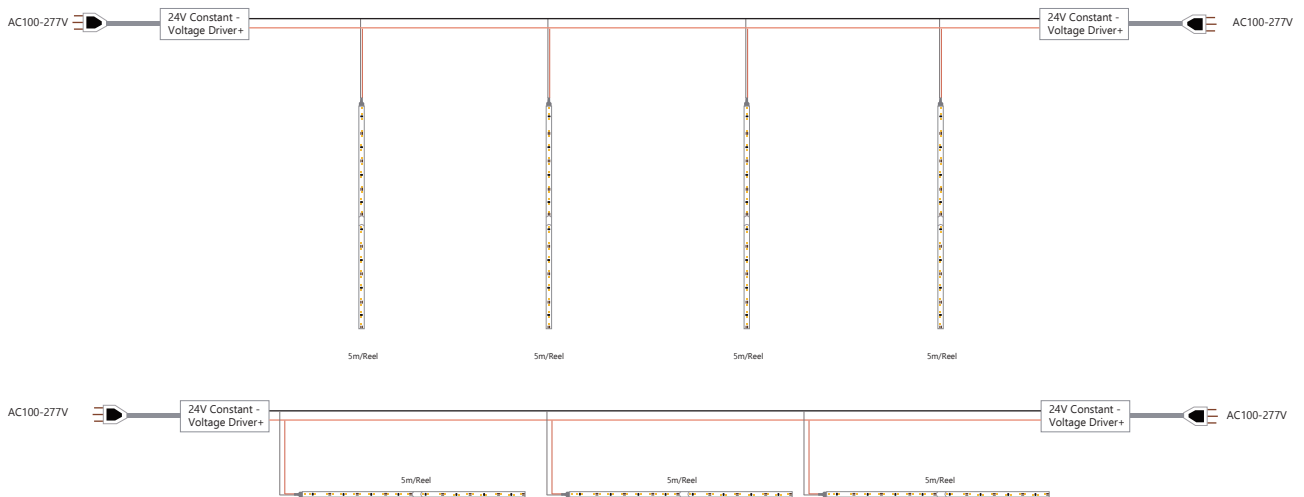 AC100-277V
24V Constant -
Voltage Driver+
24V Constant -
Voltage Driver+
AC100-277V
5m/Reel
5m/Reel
5m/Reel
5m/Reel
AC100-277V
24V Constant -
Voltage Driver+
24V Constant -
Voltage Driver+
AC100-277V
5m/Reel
5m/Reel
5m/Reel